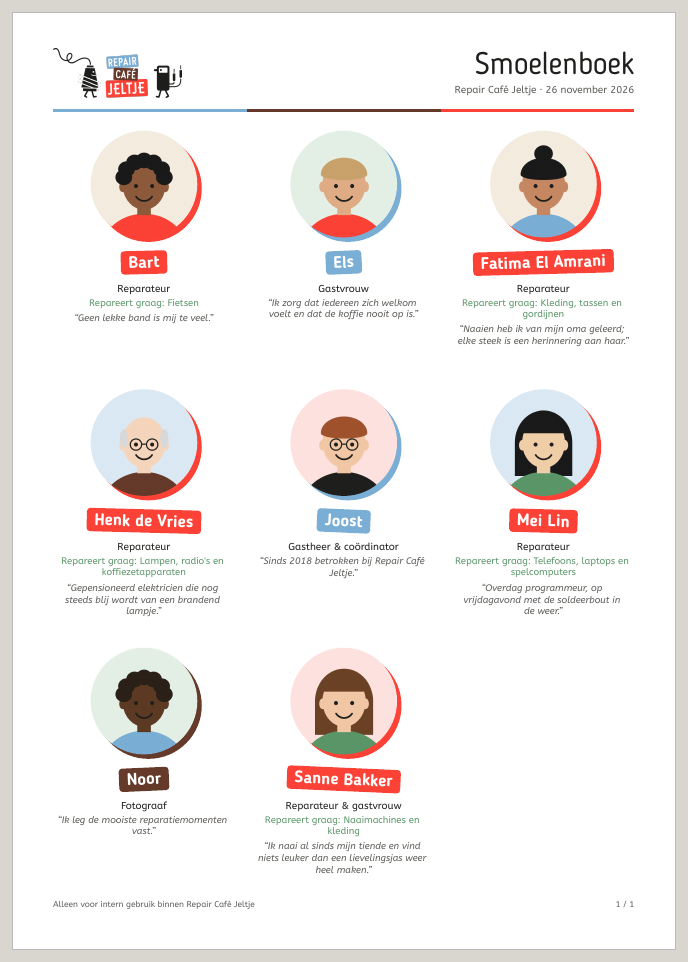 REPAIR
CAFÉ
JELTJE
Smoelenboek
Repair Café Jeltje · 26 november 2026
Bart
Reparateur
Repareert graag: Fietsen
“Geen lekke band is mij te veel.”
Els
Gastvrouw
“Ik zorg dat iedereen zich welkom
voelt en dat de koffie nooit op is.”
Fatima El Amrani
Reparateur
Repareert graag: Kleding, tassen en
gordijnen
“Naaien heb ik van mijn oma geleerd;
elke steek is een herinnering aan haar.”
Henk de Vries
Reparateur
Repareert graag: Lampen, radio's en
koffiezetapparaten
“Gepensioneerd elektricien die nog
steeds blij wordt van een brandend
lampje.”
Joost
Gastheer & coördinator
“Sinds 2018 betrokken bij Repair Café
Jeltje.”
Mei Lin
Reparateur
Repareert graag: Telefoons, laptops en
spelcomputers
“Overdag programmeur, op
vrijdagavond met de soldeerbout in
de weer.”
Noor
Fotograaf
“Ik leg de mooiste reparatiemomenten
vast.”
Sanne Bakker
Reparateur & gastvrouw
Repareert graag: Naaimachines en
kleding
“Ik naai al sinds mijn tiende en vind
niets leuker dan een lievelingsjas weer
heel maken.”
Alleen voor intern gebruik binnen Repair Café Jeltje
1 / 1